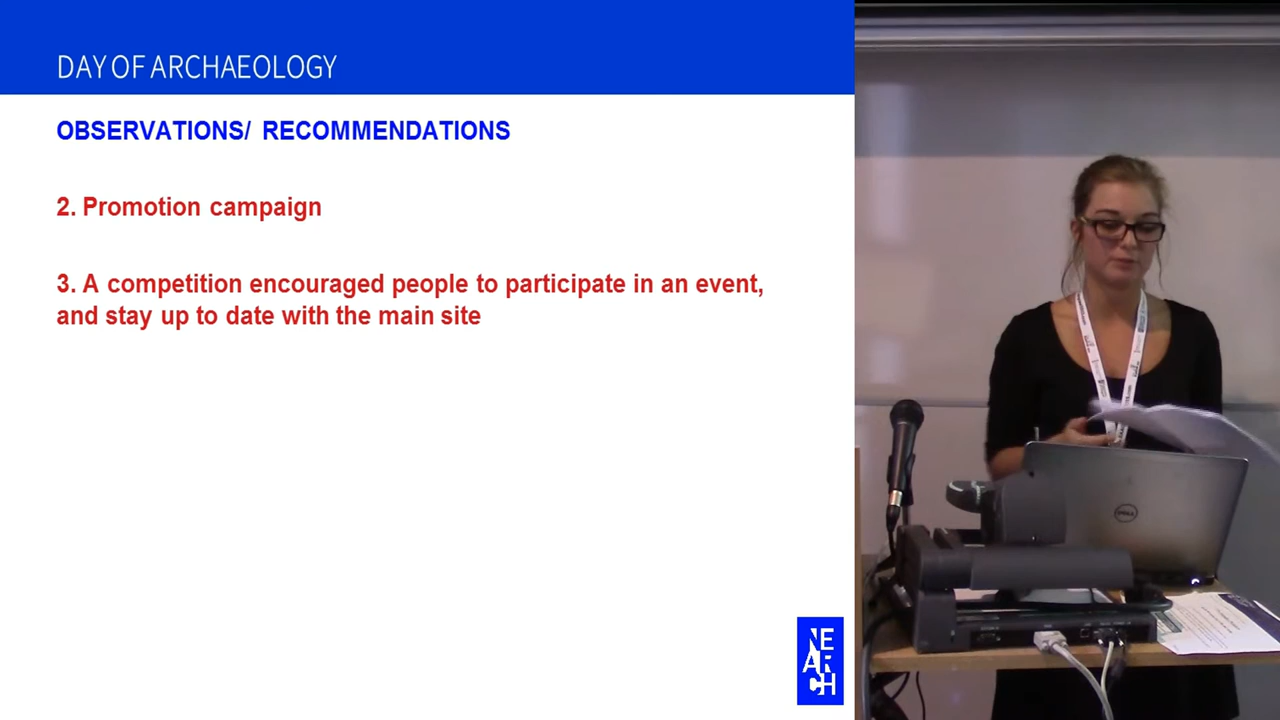 DAY OF ARCHAEOLOGY
OBSERVATIONS/ RECOMMENDATIONS
2. Promotion campaign
3. A competition encouraged people to participate in an event,
and stay up to date with the main site
NE
AR
CH
DELL